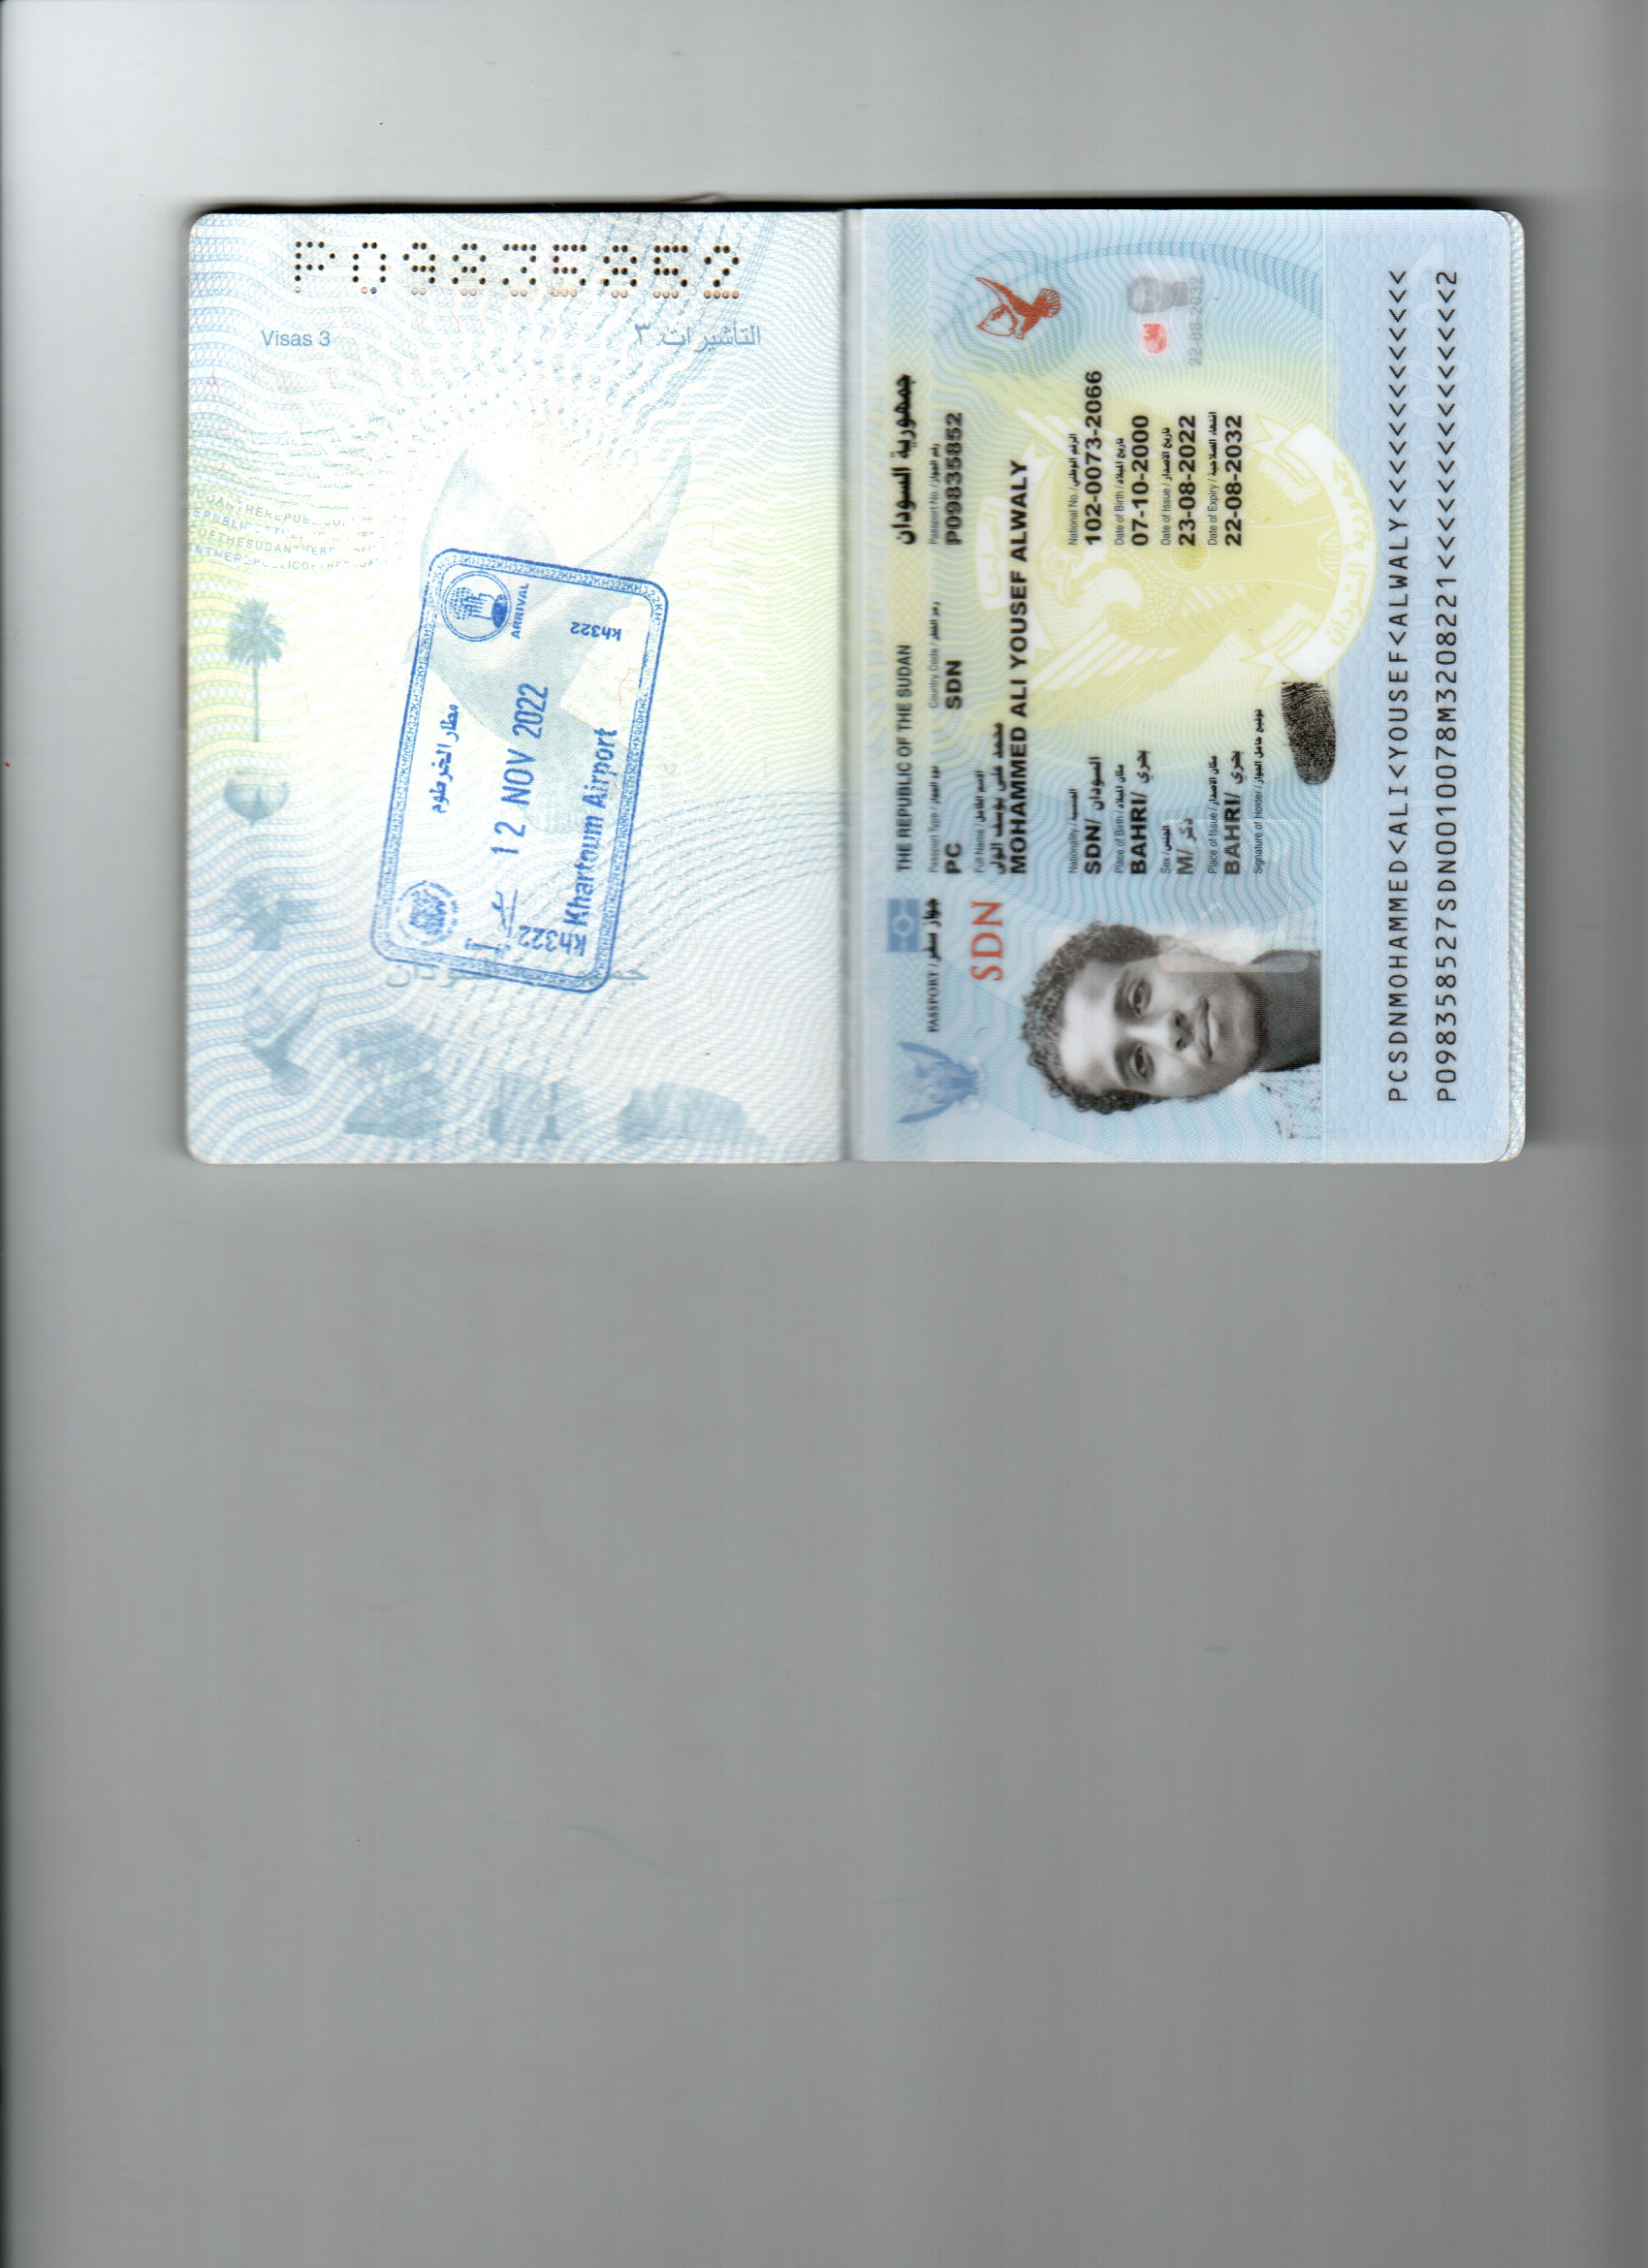 P09835852
Visas 3
التأشيرات ٣
مطار الخرطوم
ARRIVAL
12 NOV 2022
Kh322
Kh322
Khartoum Airport
THE REPUBLIC OF THE SUDAN
جمهورية السودان
PASSPORT / جواز سفر
Passport Type / نوع الجواز
Country Code / رمز القطر
Passport No. / رقم الجواز
PC
SDN
P09835852
SDN
Full Name / الاسم الكامل
محمد علي يوسف الولي
MOHAMMED ALI YOUSEF ALWALY
Nationality / الجنسية
National No. / الرقم الوطني
SDN/ السودان
102-0073-2066
Place of Birth / مكان الميلاد
Date of Birth / تاريخ الميلاد
BAHRI/ بحري
07-10-2000
Sex / الجنس
Date of Issue / تاريخ الاصدار
M/ ذكر
23-08-2022
22-08-2032
Place of Issue / مكان الاصدار
Date of Expiry / انتهاء الصلاحية
BAHRI/ بحري
22-08-2032
Signature of Holder / توقيع حامل الجواز
جمهورية السودان
PCSDNMOHAMMED<ALI<YOUSEF<ALWALY<<<<<<<<<<<<<
P098358527SDN0010078M3208221<<<<<<<<<<<<<<<2